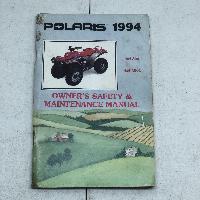 POLARIS 1994
OWNER'S SAFETY &
MAINTENANCE MANUAL